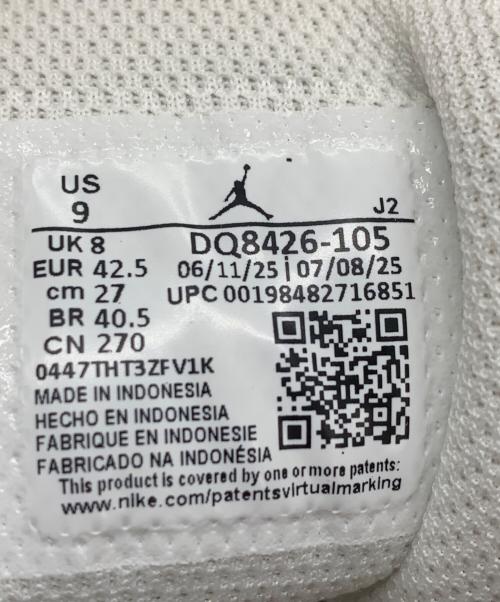 US
9
J2
UK 8
DQ8426-105
EUR 42.5
06/11/25 | 07/08/25
cm 27
UPC 00198482716851
BR 40.5
CN 270
0447THT3ZFV1K
MADE IN INDONESIA
HECHO EN INDONESIA
FABRIQUE EN INDONESIE
FABRICADO NA INDONÉSIA
This product is covered by one or more patents:
www.nike.com/patentsvirtualmarking